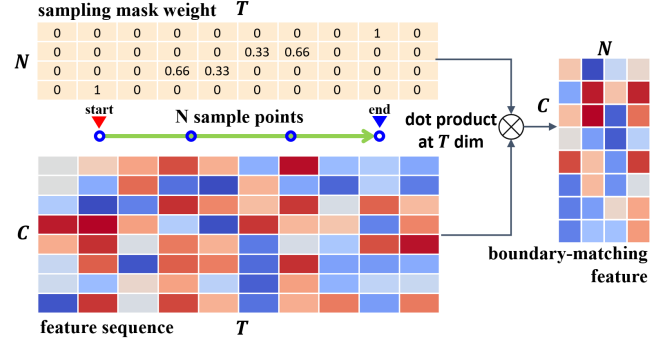 sampling mask weight T
N
0 0 0 0 0 0 0 0 1 0
0 0 0 0 0 0.33 0.66 0 0 0
0 0 0 0.66 0.33 0 0 0 0 0
0 1 0 0 0 0 0 0 0 0
start
N sample points
end
dot product
at T dim
C
N
C
boundary-matching
feature
feature sequence T